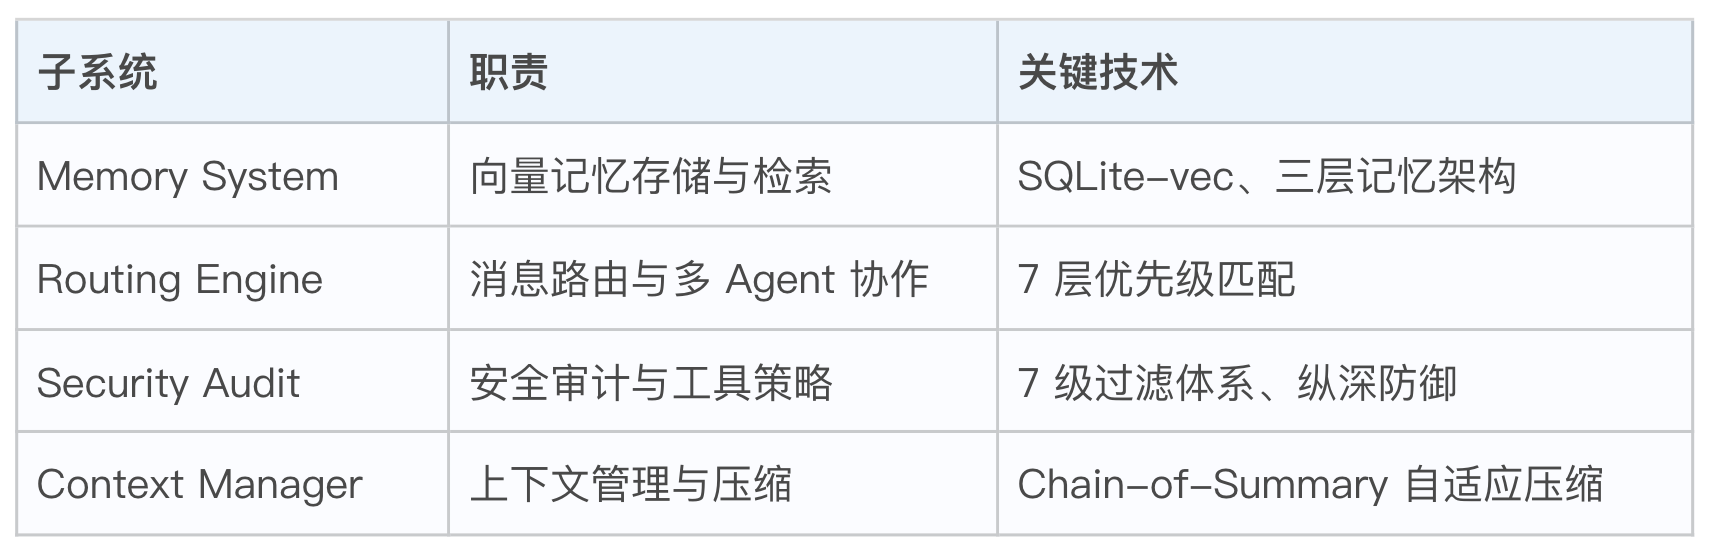 子系统 职责 关键技术
Memory System 向量记忆存储与检索 SQLite-vec、三层记忆架构
Routing Engine 消息路由与多 Agent 协作 7 层优先级匹配
Security Audit 安全审计与工具策略 7 级过滤体系、纵深防御
Context Manager 上下文管理与压缩 Chain-of-Summary 自适应压缩